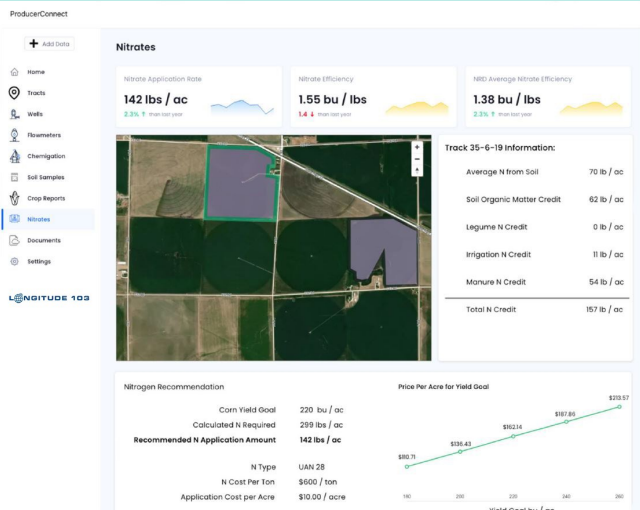 ProducerConnect
Add Data
Home
Tracts
Wells
Flowmeters
Chemigation
Soil Samples
Crop Reports
Nitrates
Documents
Settings
LONGITUDE 103
Nitrates
Nitrate Application Rate
142 lbs / ac
2.3% ↑ than last year
Nitrate Efficiency
1.55 bu / lbs
1.4 ↓ than last year
NRD Average Nitrate Efficiency
1.38 bu / lbs
2.3% ↑ than last year
Track 35-6-19 Information:
Average N from Soil 70 lb / ac
Soil Organic Matter Credit 62 lb / ac
Legume N Credit 0 lb / ac
Irrigation N Credit 11 lb / ac
Manure N Credit 54 lb / ac
Total N Credit 157 lb / ac
Nitrogen Recommendation
Corn Yield Goal 220 bu / ac
Calculated N Required 299 lbs / ac
Recommended N Application Amount 142 lbs / ac
N Type UAN 28
N Cost Per Ton $600 / ton
Application Cost per Acre $10.00 / acre
Price Per Acre for Yield Goal
$213.57
$187.86
$162.14
$136.43
180 200 220 240 260
Yield Goal bu / ac